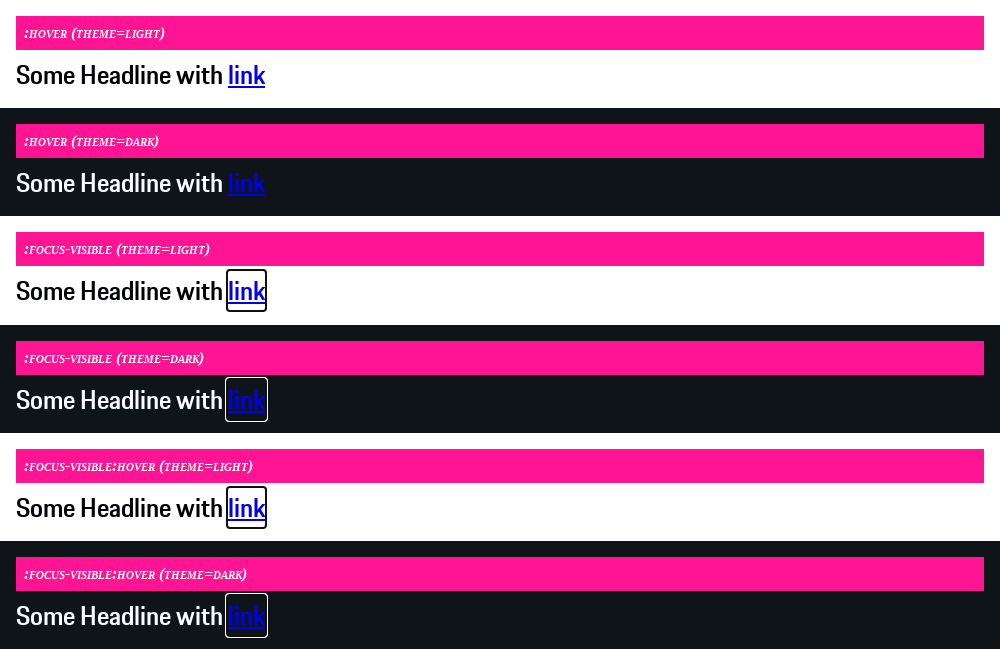 :hover (theme=light)
Some Headline with link
:hover (theme=dark)
Some Headline with link
:focus-visible (theme=light)
Some Headline with link
:focus-visible (theme=dark)
Some Headline with link
:focus-visible:hover (theme=light)
Some Headline with link
:focus-visible:hover (theme=dark)
Some Headline with link